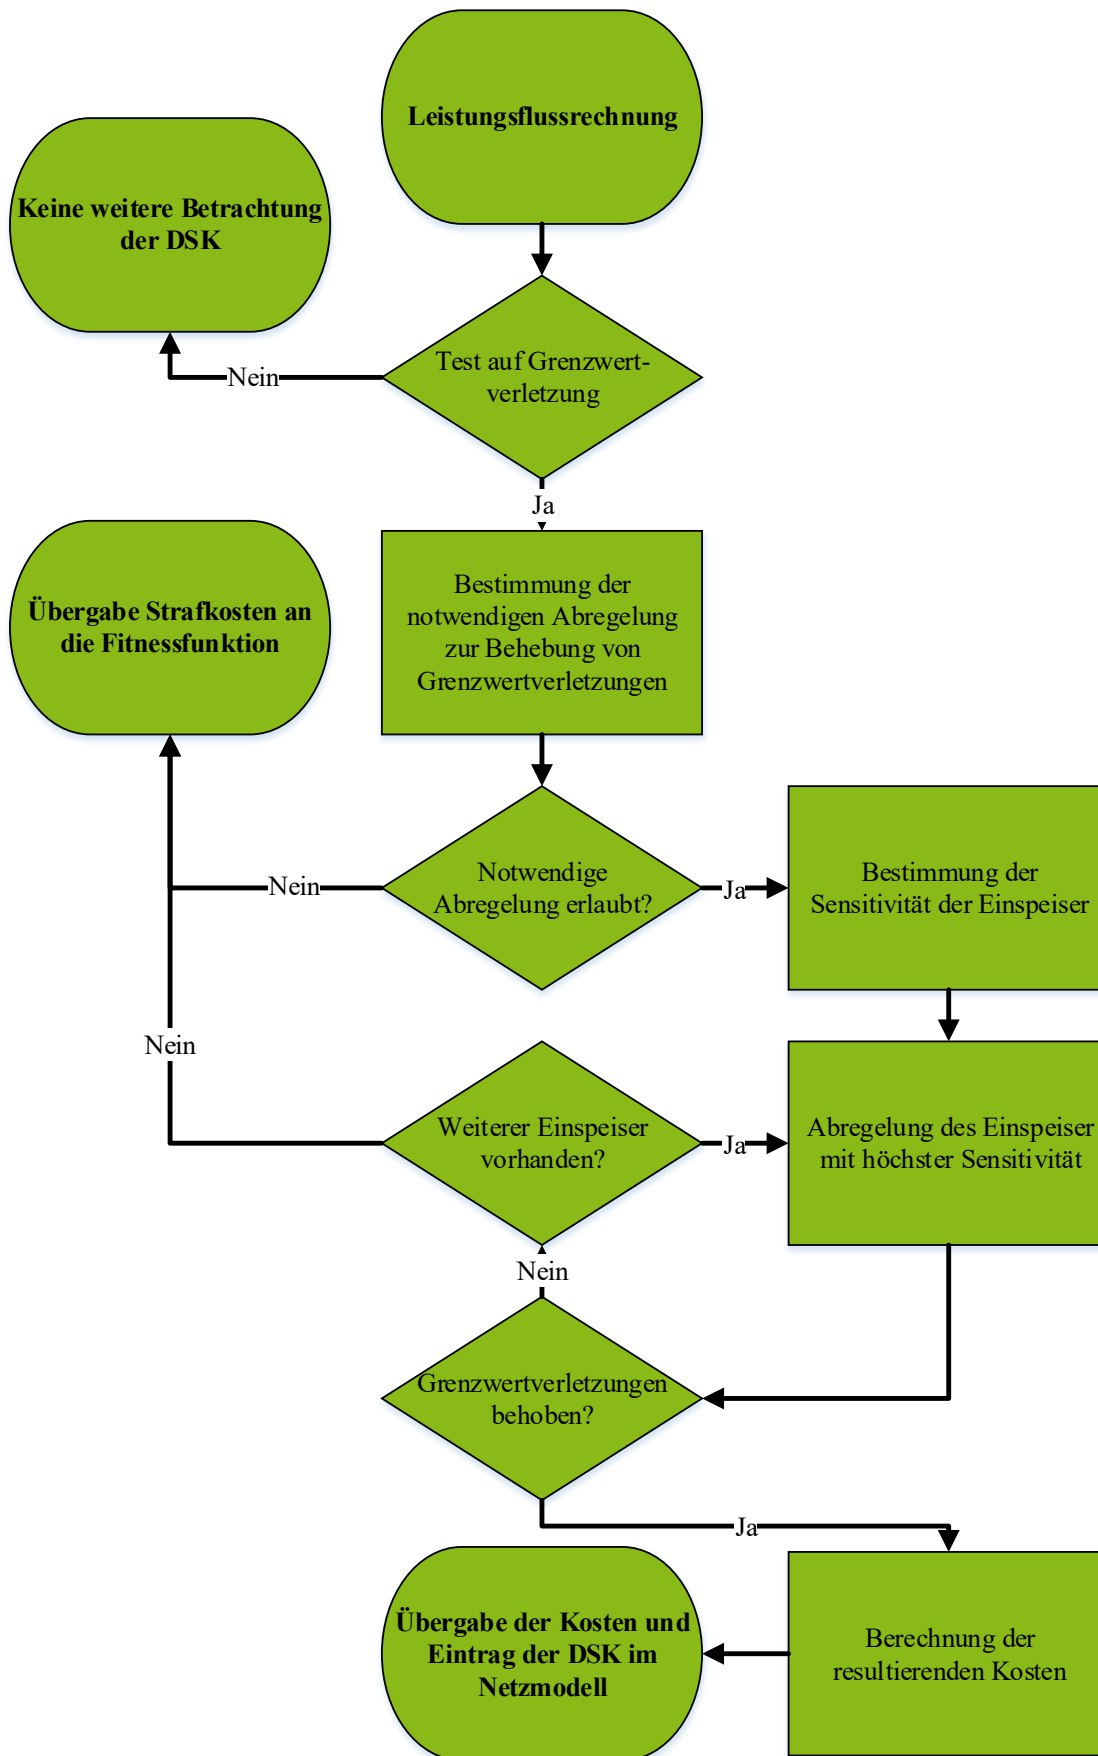 Leistungsflussrechnung
Keine weitere Betrachtung
der DSK
Test auf Grenzwert-
verletzung
Nein
Ja
Bestimmung der
notwendigen Abregelung
zur Behebung von
Grenzwertverletzungen
Übergabe Strafkosten an
die Fitnessfunktion
Notwendige
Abregelung erlaubt?
Nein
Ja
Bestimmung der
Sensitivität der Einspeiser
Nein
Weiterer Einspeiser
vorhanden?
Ja
Abregelung des Einspeiser
mit höchster Sensitivität
Nein
Grenzwertverletzungen
behoben?
Ja
Übergabe der Kosten und
Eintrag der DSK im
Netzmodell
Berechnung der
resultierenden Kosten